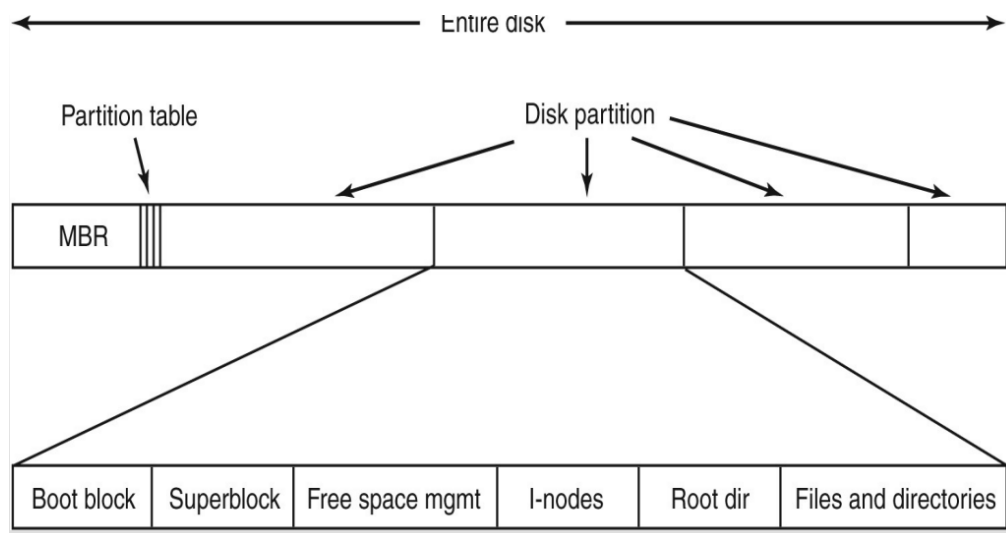 Entire disk
Partition table
Disk partition
MBR
Boot block
Superblock
Free space mgmt
I-nodes
Root dir
Files and directories